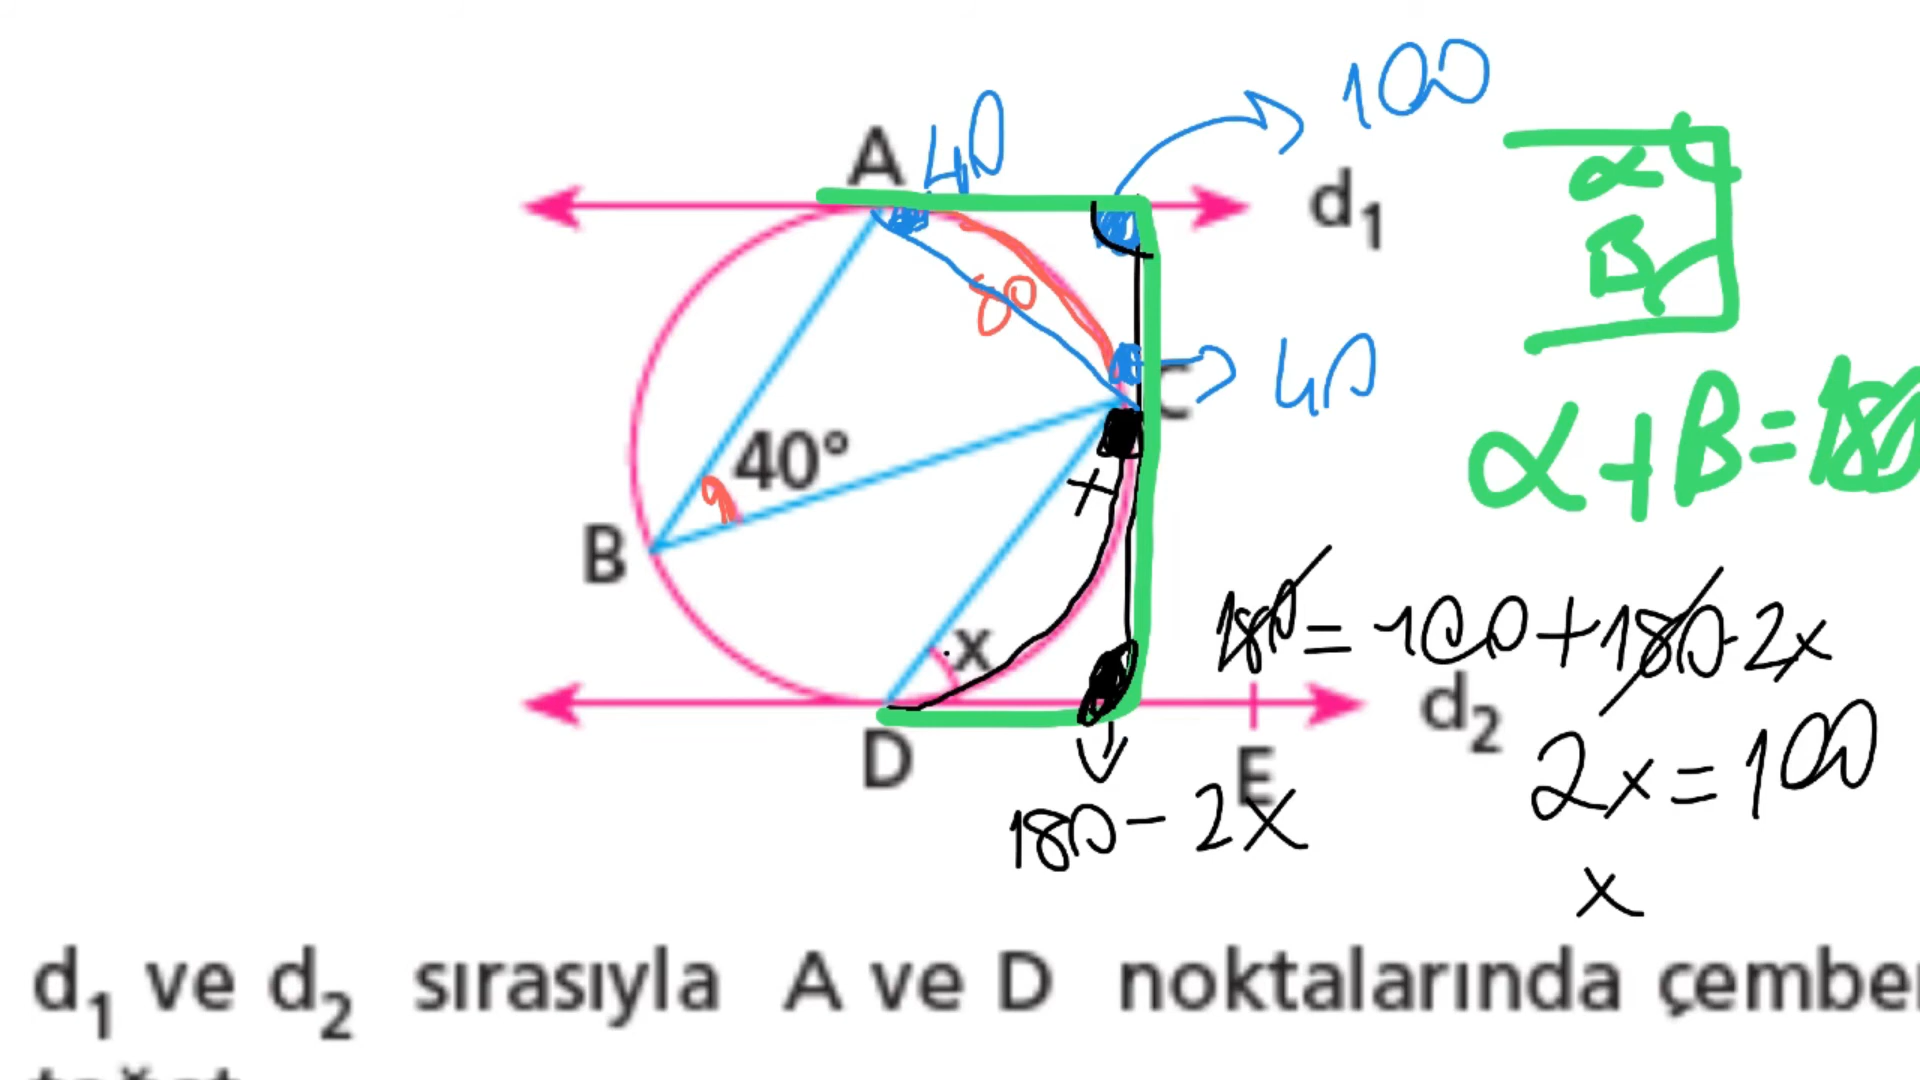 100
A 40
α
d₁
B
80
C 40
40°
α+B=180
B
x
x
180=100+180-2x
d₂
D
E
2x=100
180-2x
x
d₁ ve d₂ sırasıyla A ve D noktalarında çember